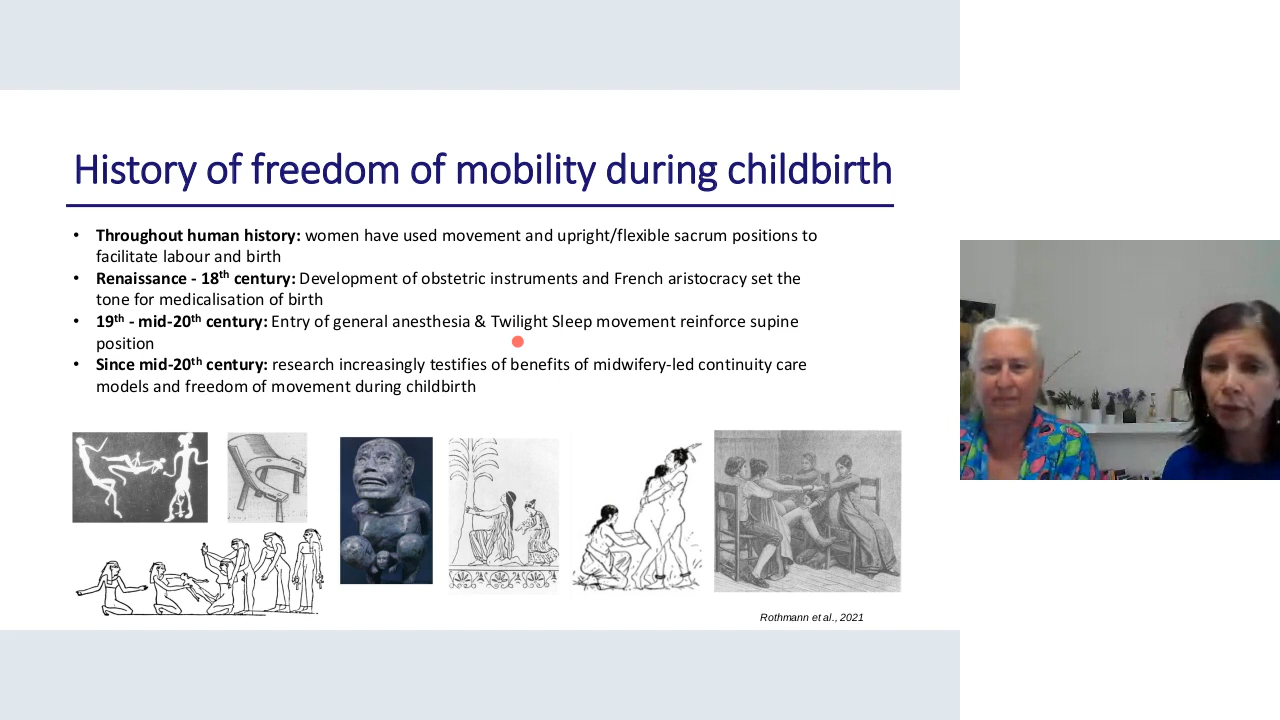 History of freedom of mobility during childbirth
• Throughout human history: women have used movement and upright/flexible sacrum positions to
facilitate labour and birth
• Renaissance - 18th century: Development of obstetric instruments and French aristocracy set the
tone for medicalisation of birth
• 19th - mid-20th century: Entry of general anesthesia & Twilight Sleep movement reinforce supine
position
• Since mid-20th century: research increasingly testifies of benefits of midwifery-led continuity care
models and freedom of movement during childbirth
Rothmann et al., 2021